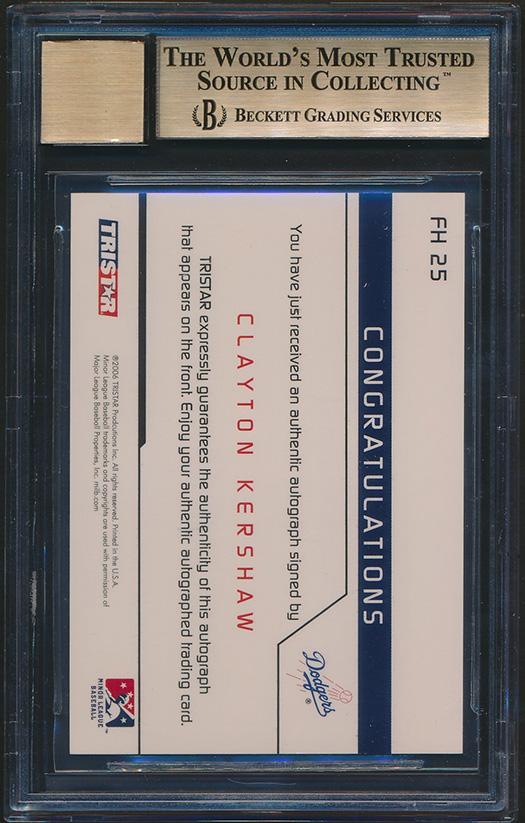 THE WORLD'S MOST TRUSTED
SOURCE IN COLLECTING™
B BECKETT GRADING SERVICES
FH 25
CONGRATULATIONS
You have just received an authentic autograph signed by
Dodgers®
CLAYTON KERSHAW
TRISTAR expressly guarantees the authenticity of this autograph
that appears on the front. Enjoy your authentic autographed trading card.
TRISTAR
®2006 TRISTAR Productions Inc. All rights reserved. Printed in the U.S.A.
Minor League Baseball trademarks and copyrights are used with permission of
Major League Baseball Properties, Inc. milb.com
MINOR LEAGUE™
BASEBALL